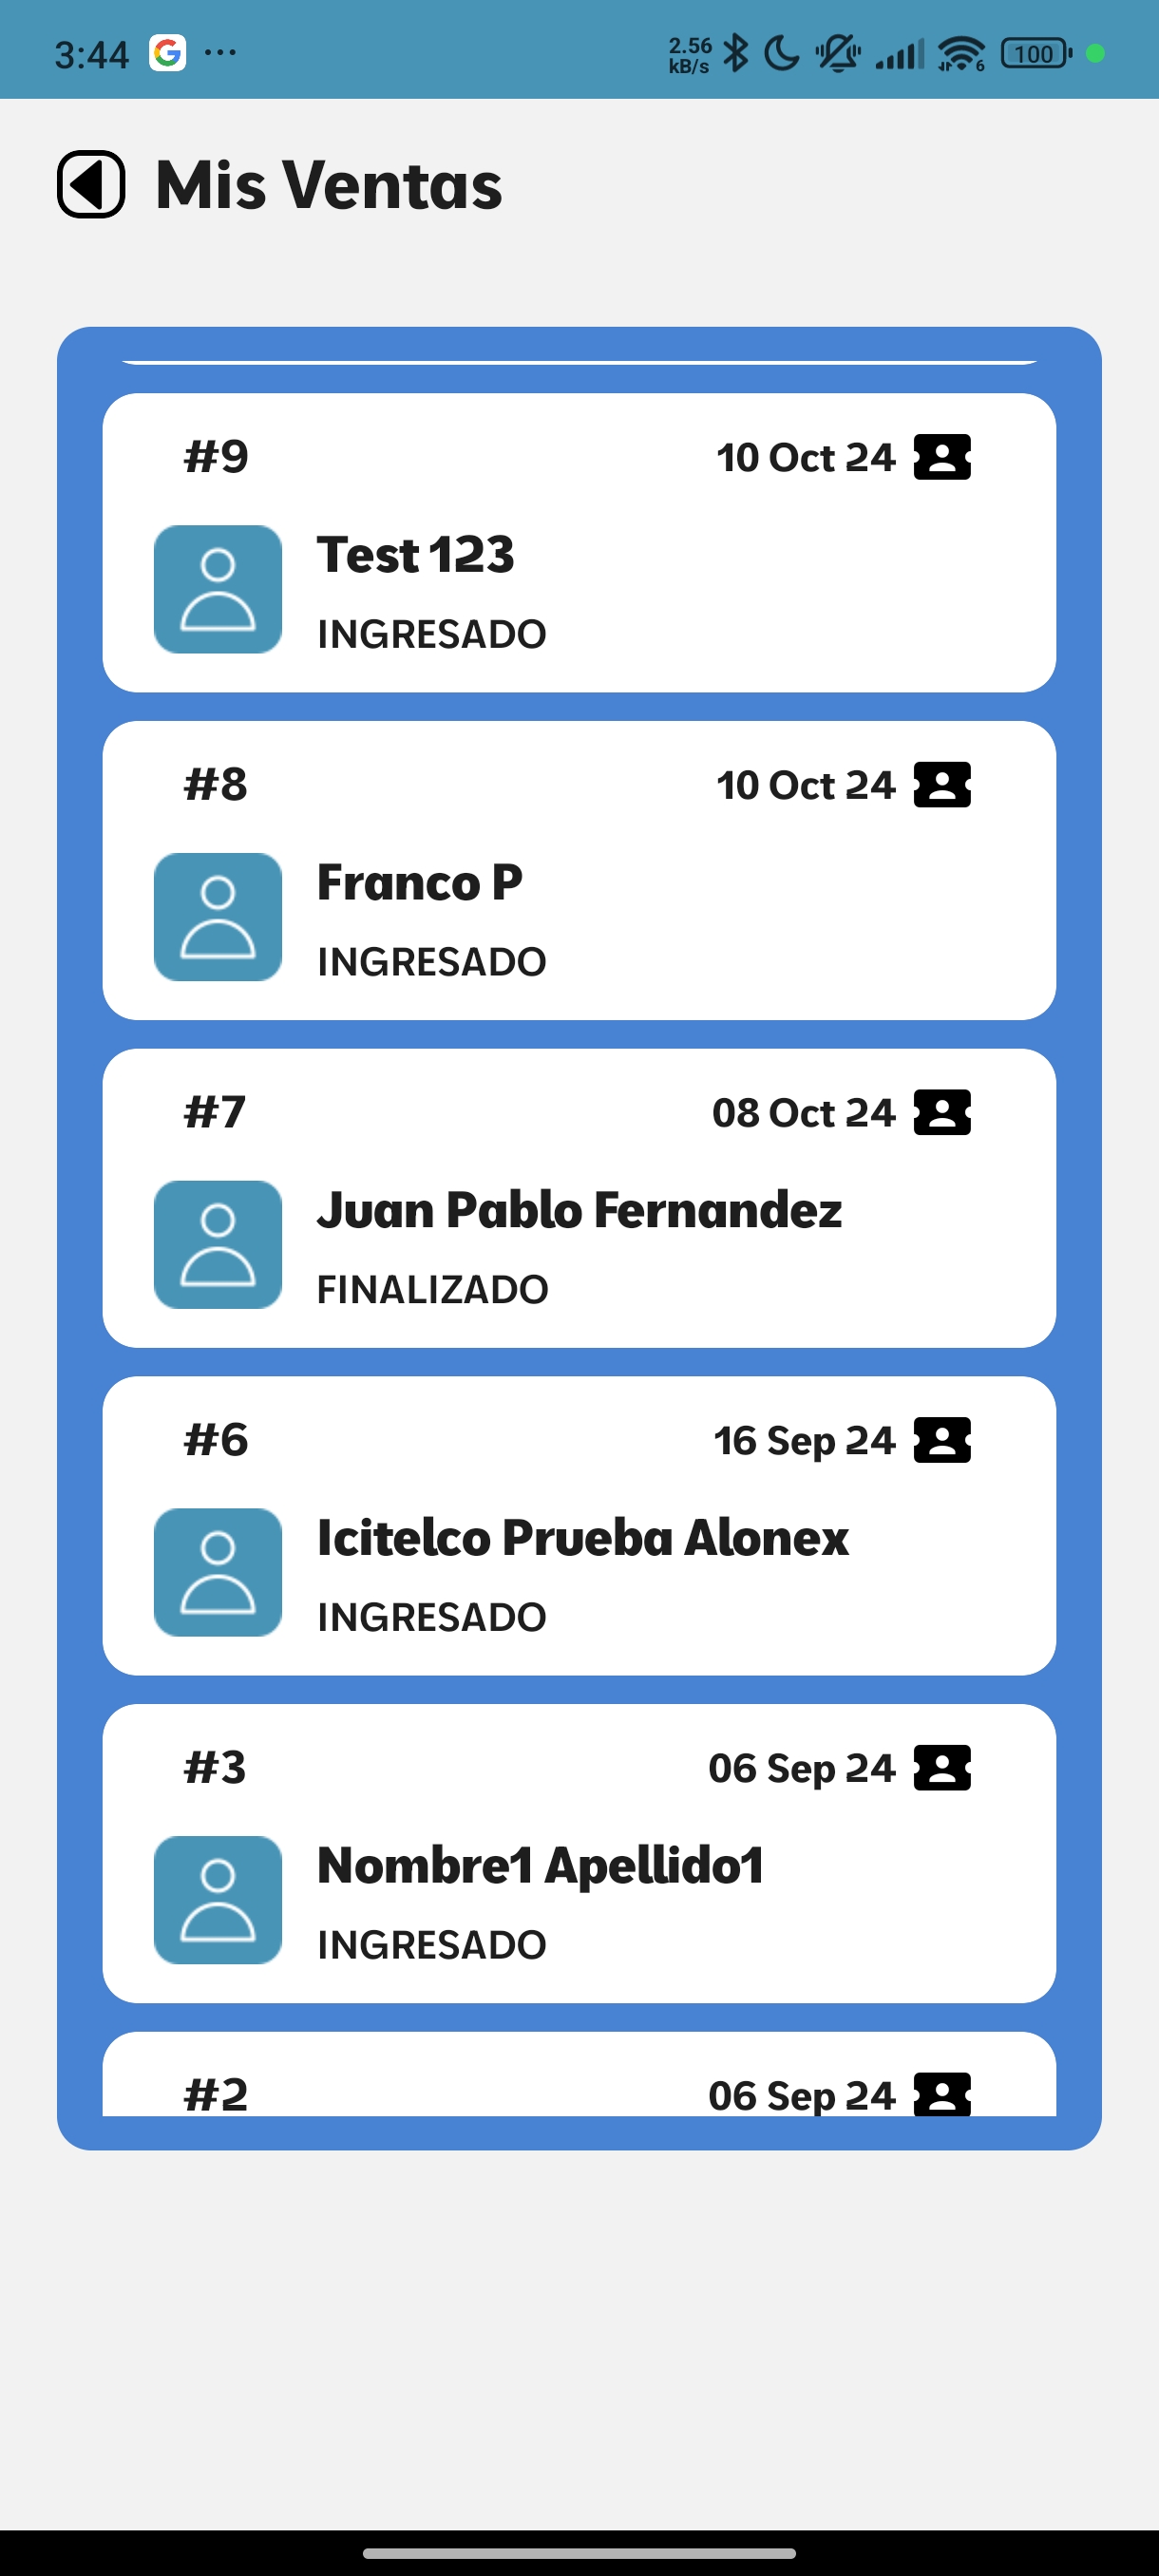 3:44 G ... 2.56 kB/s 6 100
Mis Ventas
#9 10 Oct 24
Test 123
INGRESADO
#8 10 Oct 24
Franco P
INGRESADO
#7 08 Oct 24
Juan Pablo Fernandez
FINALIZADO
#6 16 Sep 24
Icitelco Prueba Alonex
INGRESADO
#3 06 Sep 24
Nombre1 Apellido1
INGRESADO
#2 06 Sep 24